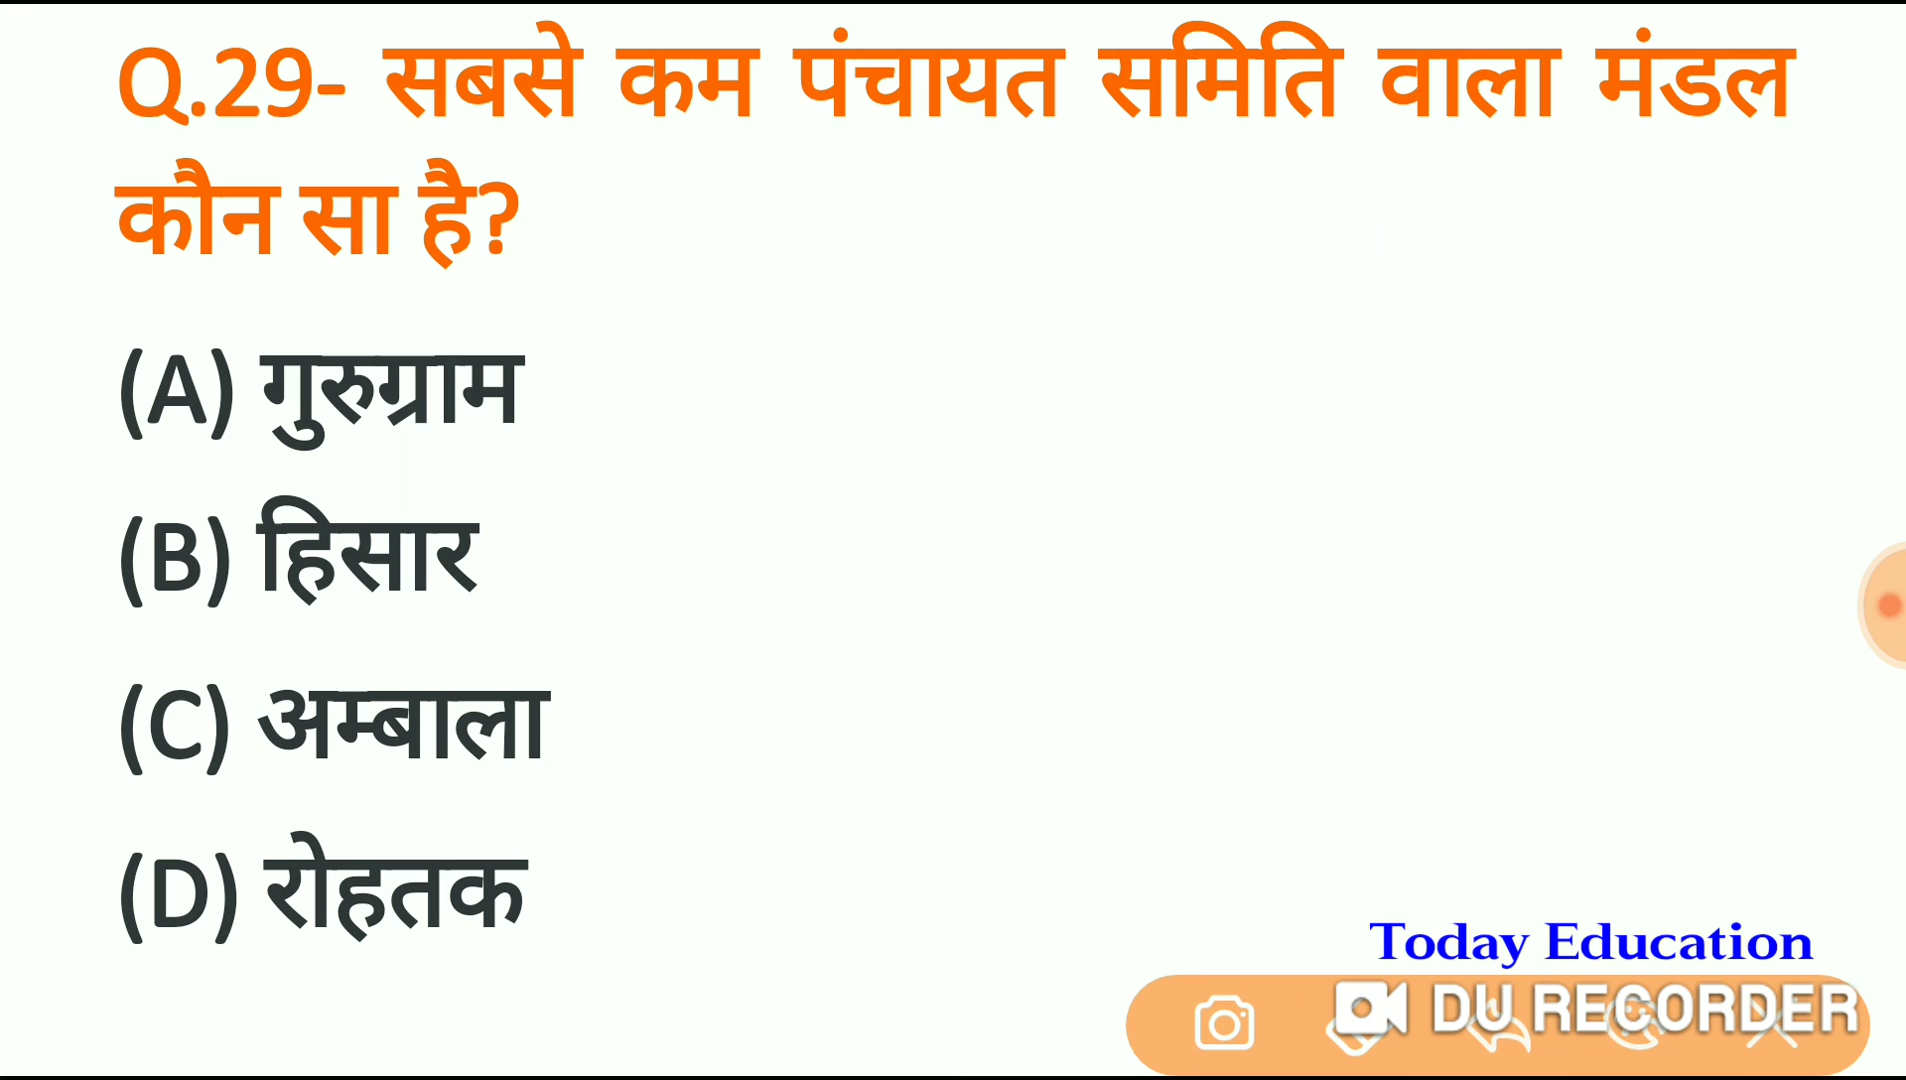 Q.29- सबसे कम पंचायत समिति वाला मंडल
कौन सा है?
(A) गुरुग्राम
(B) हिसार
(C) अम्बाला
(D) रोहतक
Today Education
DU RECORDER